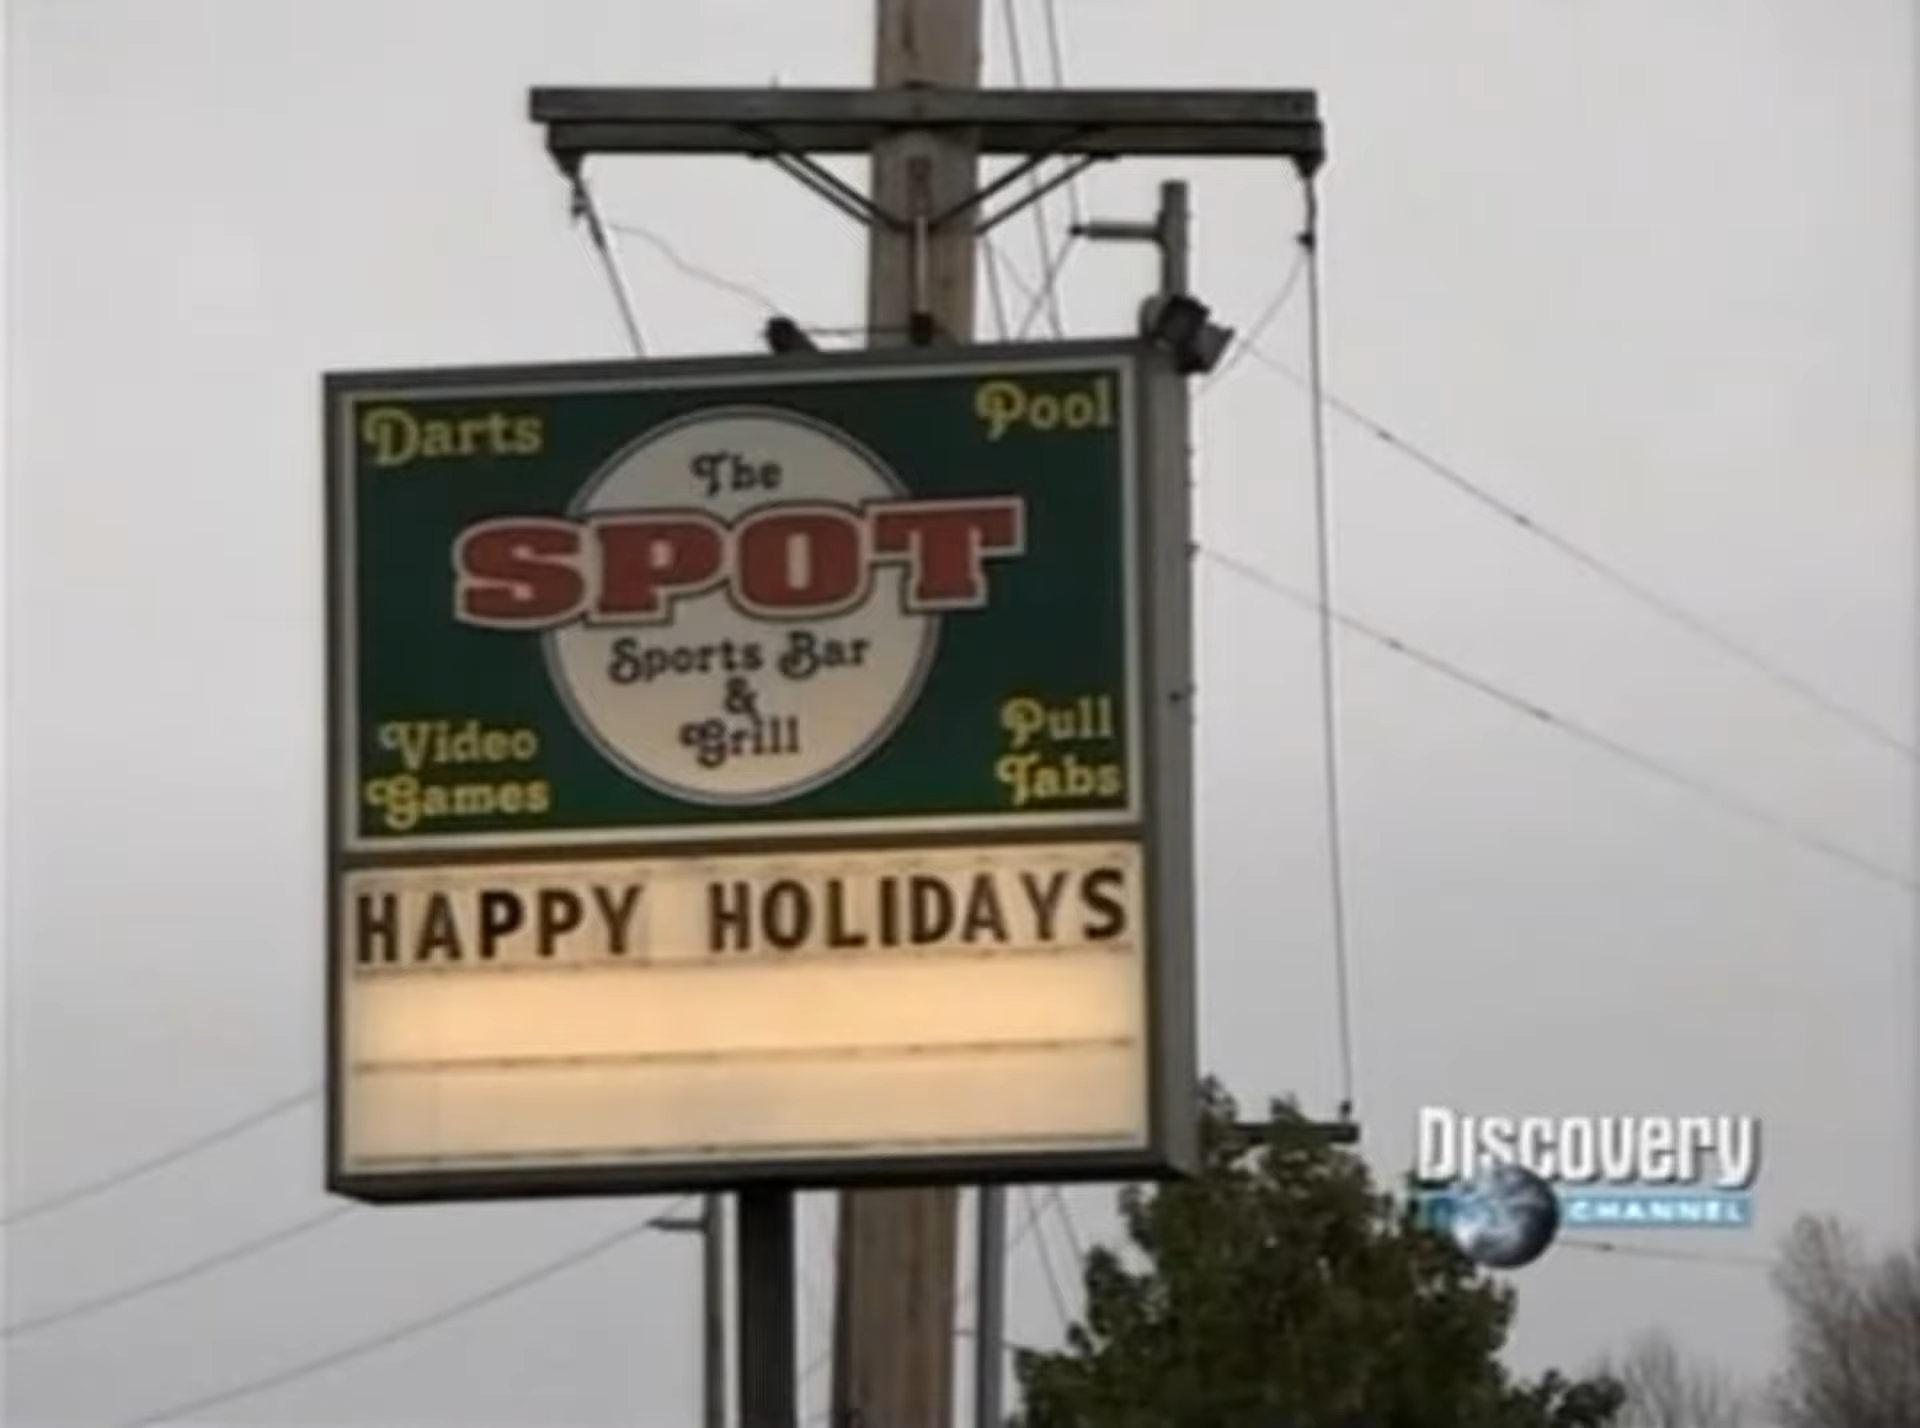 Darts
Pool
The
SPOT
Sports Bar
&
Grill
Video
Games
Pull
Tabs
HAPPY HOLIDAYS
Discovery
CHANNEL